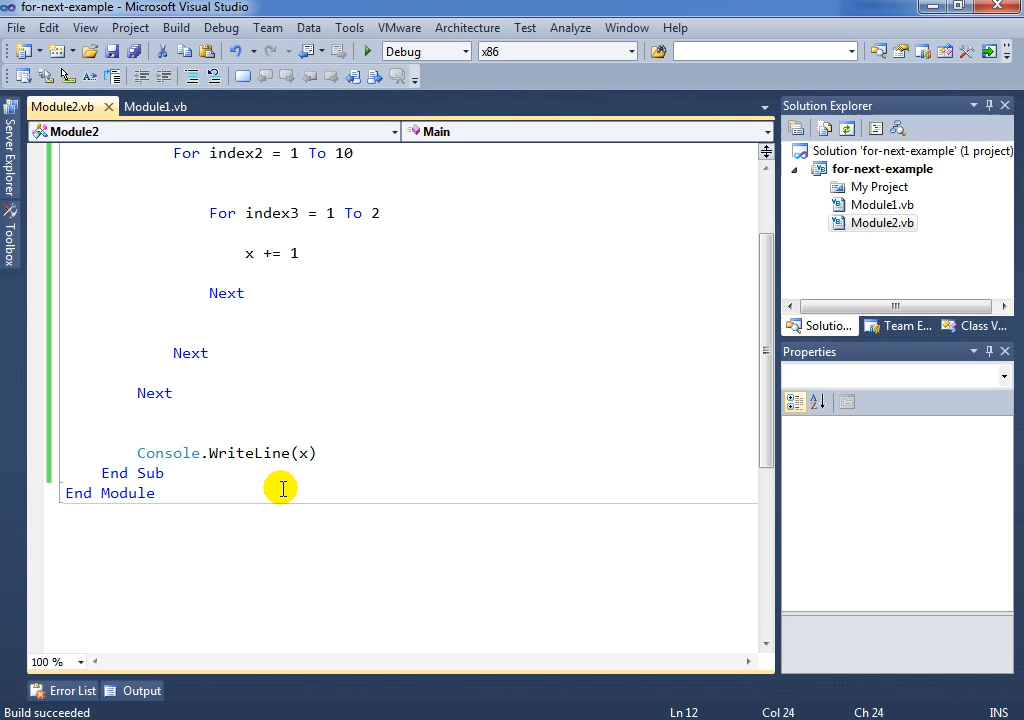 for-next-example - Microsoft Visual Studio
File Edit View Project Build Debug Team Data Tools VMware Architecture Test Analyze Window Help
Debug x86
Server Explorer
Toolbox
Module2.vb Module1.vb
Module2 Main
For index2 = 1 To 10
For index3 = 1 To 2
x += 1
Next
Next
Next
Console.WriteLine(x)
End Sub
End Module
100 %
Solution Explorer
Solution 'for-next-example' (1 project)
for-next-example
My Project
Module1.vb
Module2.vb
Solutio... Team E... Class V...
Properties
Error List Output
Build succeeded Ln 12 Col 24 Ch 24 INS